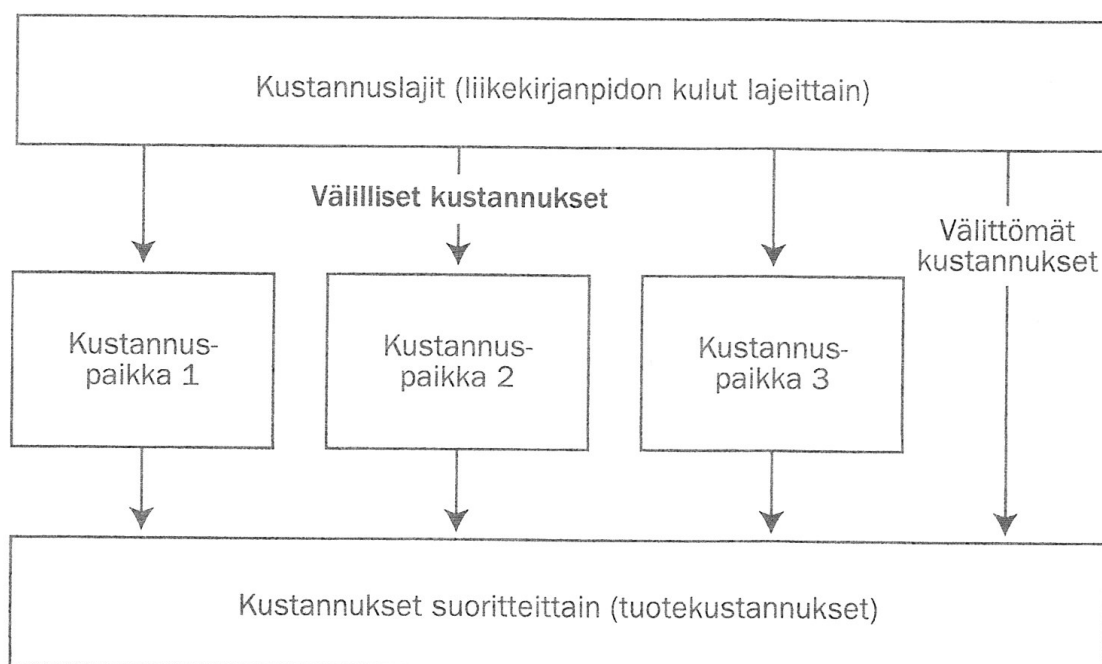 Kustannuslajit (liikekirjanpidon kulut lajeittain)
Välilliset kustannukset
Välittömät
kustannukset
Kustannus-
paikka 1
Kustannus-
paikka 2
Kustannus-
paikka 3
Kustannukset suoritteittain (tuotekustannukset)